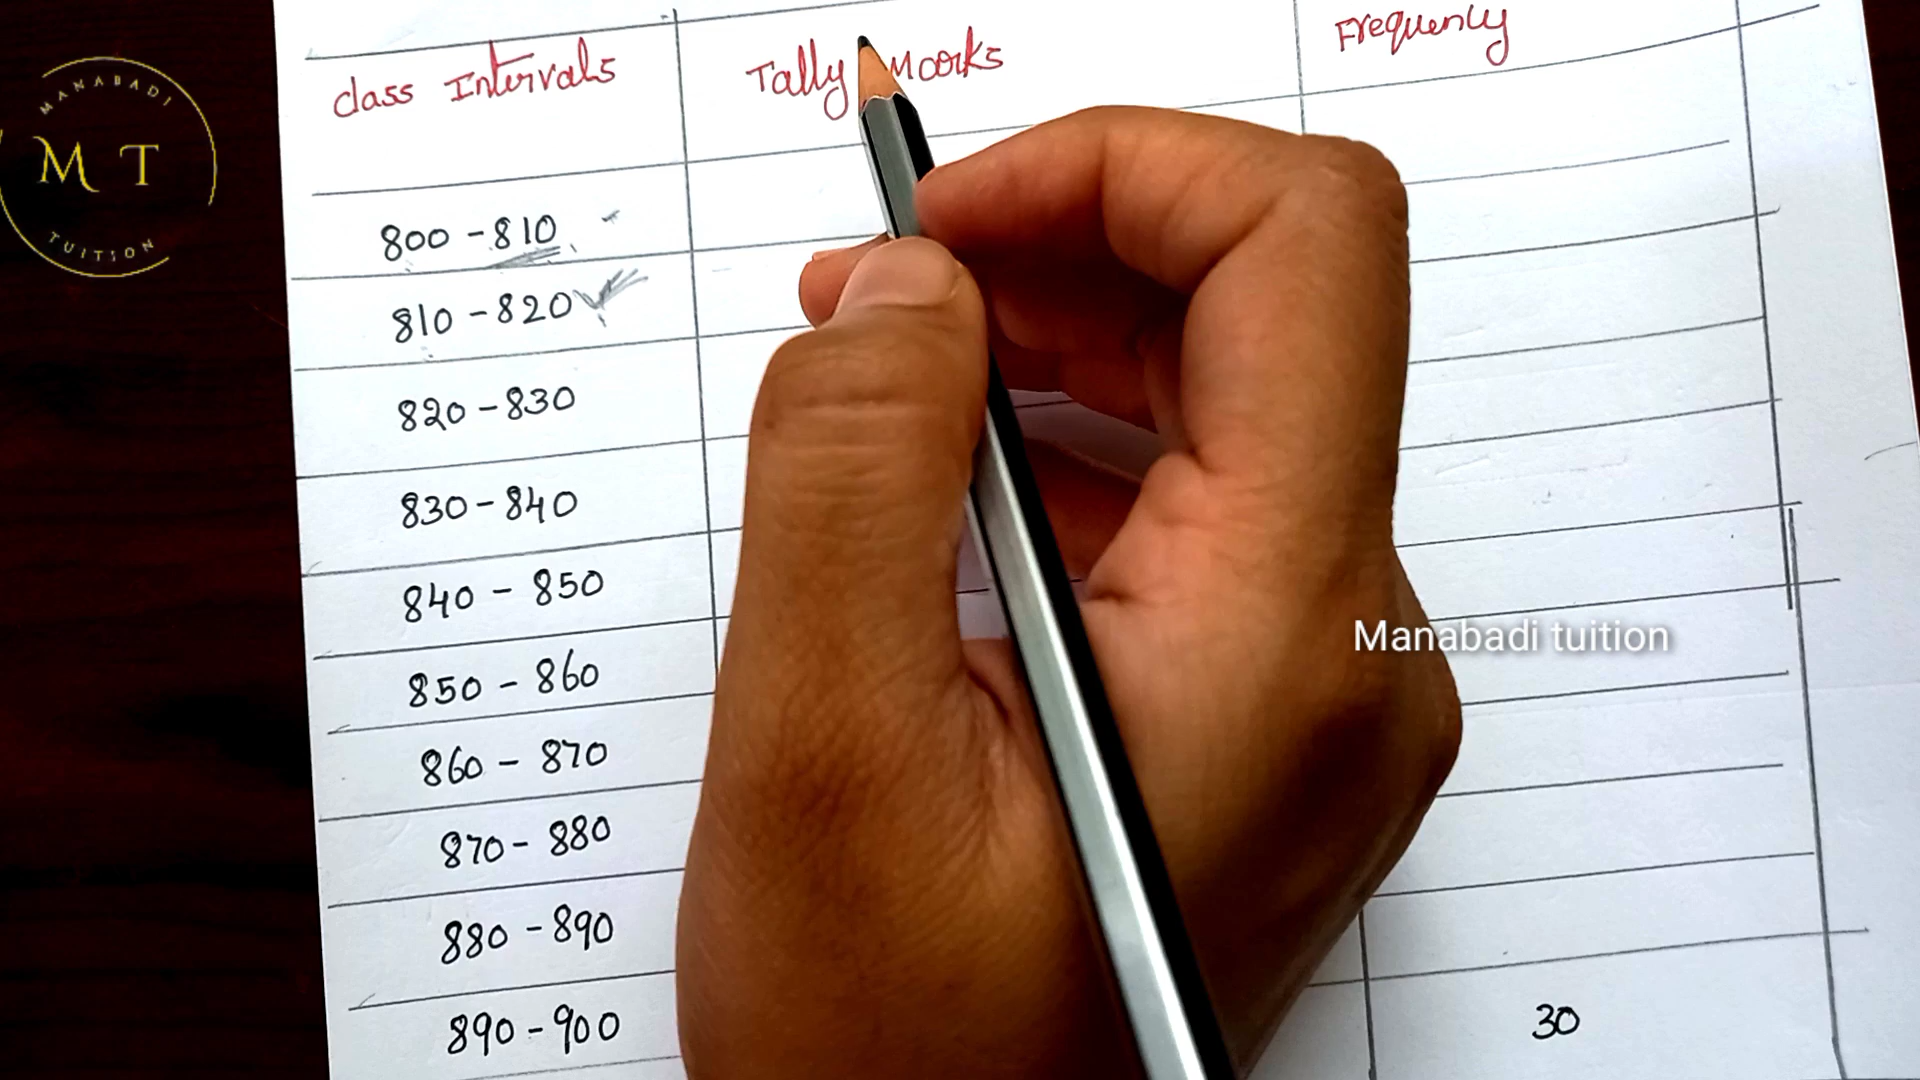 MANABADI
M T
TUITION
Class Intervals Tally Marks Frequency
800 - 810
810 - 820
820 - 830
830 - 840
840 - 850
850 - 860
860 - 870
870 - 880
880 - 890
890 - 900 30
Manabadi tuition